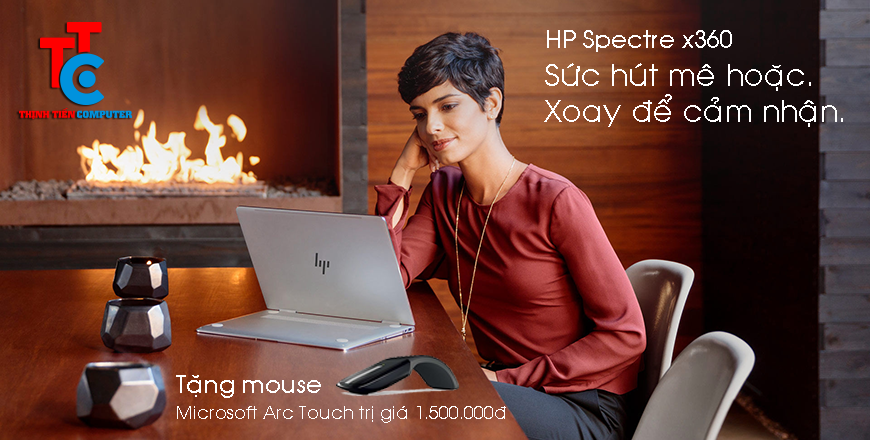 TTC
THINH TIEN COMPUTER
HP Spectre x360
Sức hút mê hoặc.
Xoay để cảm nhận.
hp
Tặng mouse
Microsoft Arc Touch trị giá 1.500.000đ